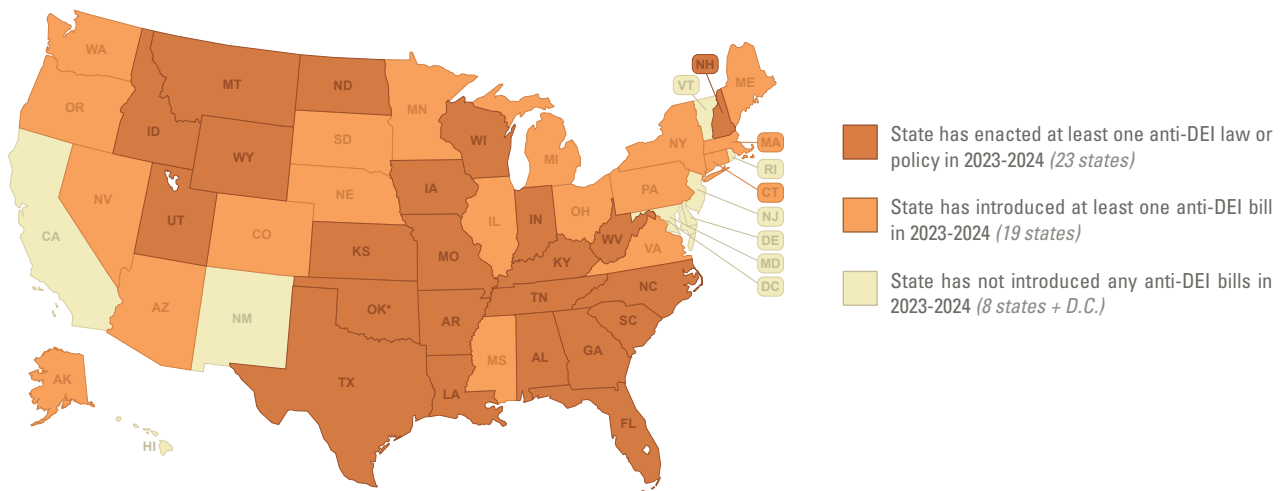 WA
OR
CA
NV
ID
MT
WY
UT
AZ
CO
NM
ND
SD
NE
KS
OK*
TX
MN
IA
MO
AR
LA
WI
IL
MI
IN
OH
KY
TN
MS
AL
GA
FL
SC
NC
VA
WV
PA
NY
VT
NH
ME
MA
RI
CT
NJ
DE
MD
DC
AK
HI
State has enacted at least one anti-DEI law or
policy in 2023-2024 (23 states)
State has introduced at least one anti-DEI bill
in 2023-2024 (19 states)
State has not introduced any anti-DEI bills in
2023-2024 (8 states + D.C.)